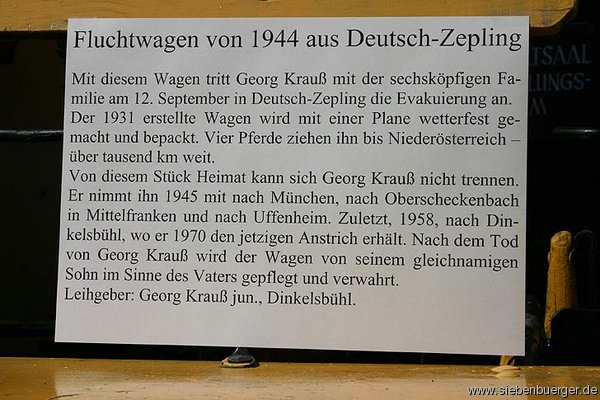 Fluchtwagen von 1944 aus Deutsch-Zepling
Mit diesem Wagen tritt Georg Krauß mit der sechsköpfigen Fa-
milie am 12. September in Deutsch-Zepling die Evakuierung an.
Der 1931 erstellte Wagen wird mit einer Plane wetterfest ge-
macht und bepackt. Vier Pferde ziehen ihn bis Niederösterreich –
über tausend km weit.
Von diesem Stück Heimat kann sich Georg Krauß nicht trennen.
Er nimmt ihn 1945 mit nach München, nach Oberscheckenbach
in Mittelfranken und nach Uffenheim. Zuletzt, 1958, nach Din-
kelsbühl, wo er 1970 den jetzigen Anstrich erhält. Nach dem Tod
von Georg Krauß wird der Wagen von seinem gleichnamigen
Sohn im Sinne des Vaters gepflegt und verwahrt.
Leihgeber: Georg Krauß jun., Dinkelsbühl.
TSAAL
LUNGS-
M
www.siebenbuerger.de